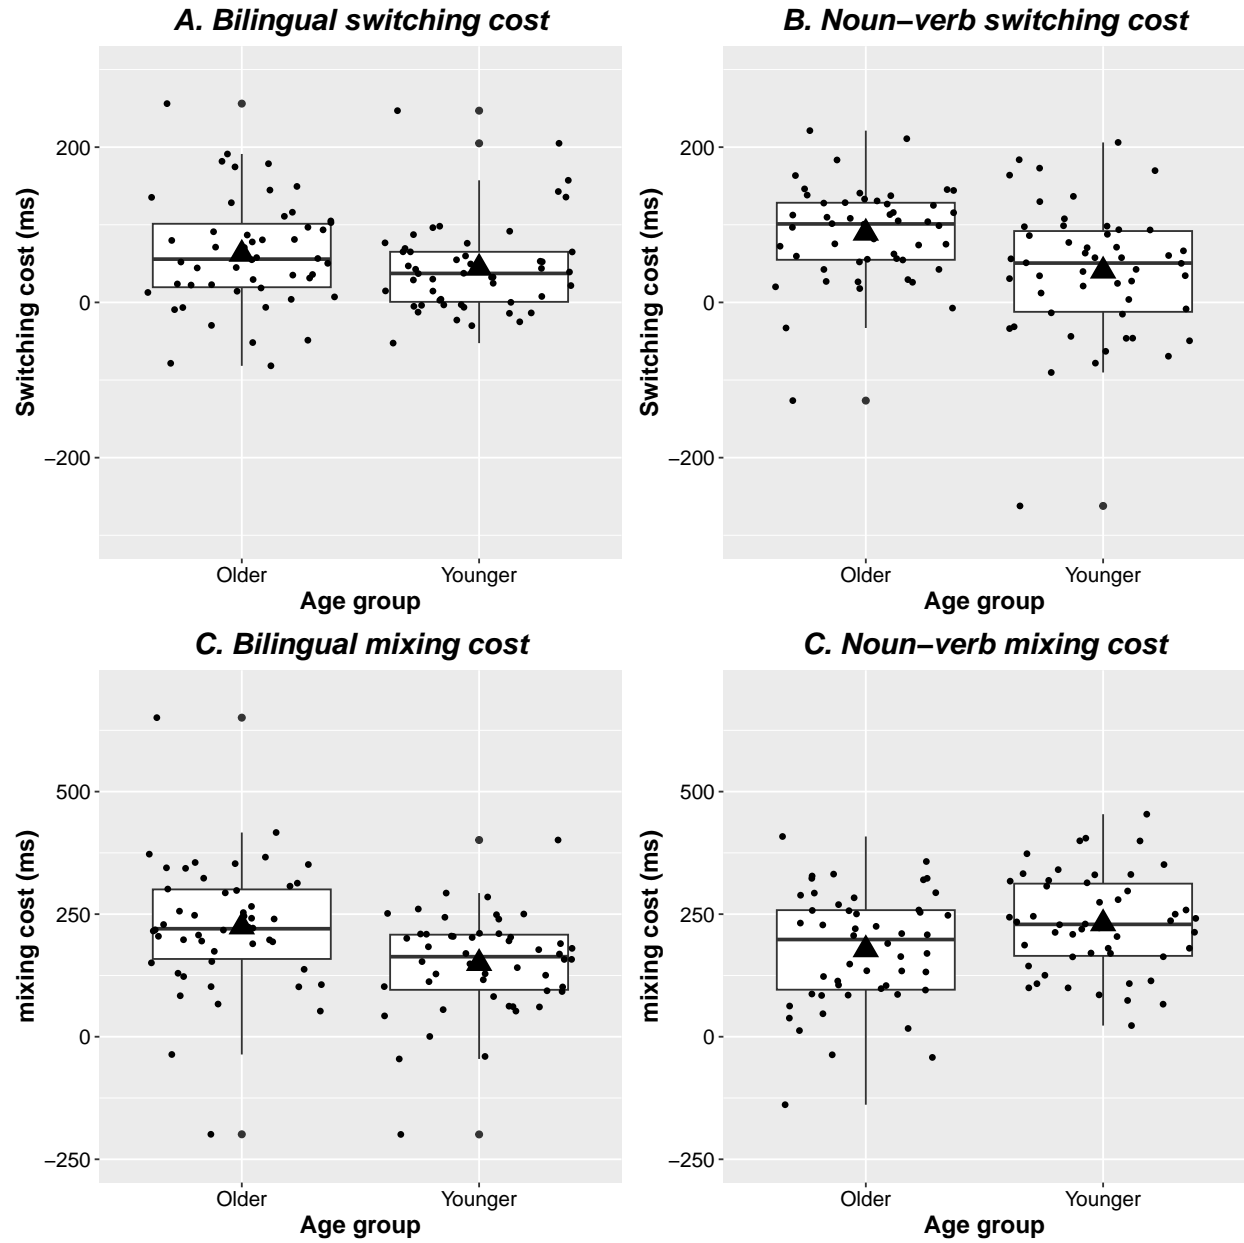 A. Bilingual switching cost
Switching cost (ms)
200
0
−200
Older
Younger
Age group
B. Noun−verb switching cost
Switching cost (ms)
200
0
−200
Older
Younger
Age group
C. Bilingual mixing cost
mixing cost (ms)
500
250
0
−250
Older
Younger
Age group
C. Noun−verb mixing cost
mixing cost (ms)
500
250
0
−250
Older
Younger
Age group